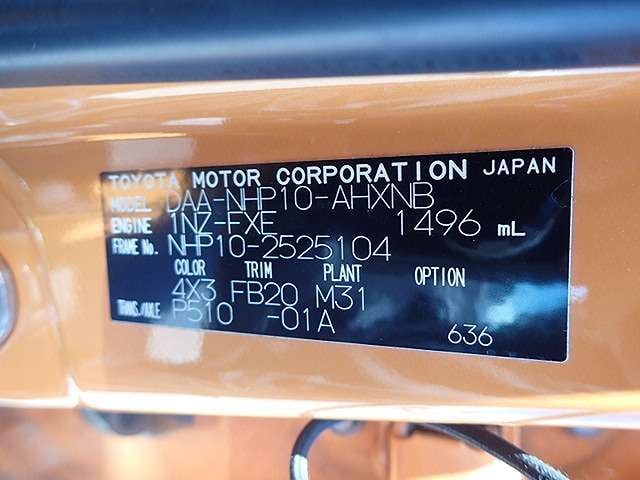 TOYOTA MOTOR CORPORATION JAPAN
MODEL DAA-NHP10-AHXNB
ENGINE 1NZ-FXE 1496 mL
FRAME No. NHP10-2525104
COLOR TRIM PLANT OPTION
4X3 FB20 M31
TRANS./AXLE P510 -01A
636